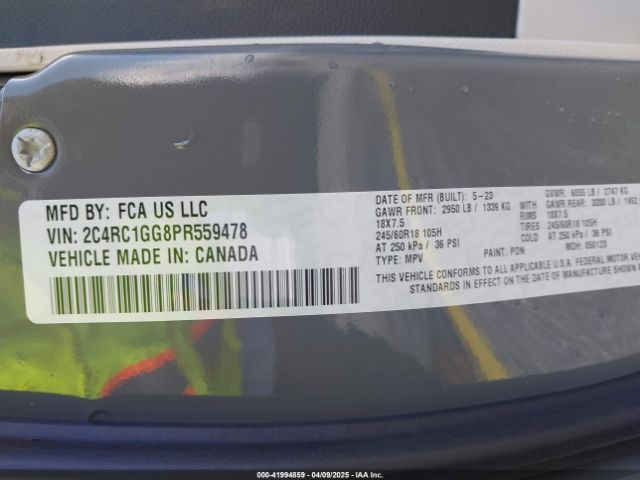 MFD BY: FCA US LLC
VIN: 2C4RC1GG8PR559478
VEHICLE MADE IN: CANADA
DATE OF MFR (BUILT): 5-23
GAWR FRONT: 2950 LB / 1339 KG
18X7.5
245/60R18 105H
AT 250 kPa / 36 PSI
TYPE: MPV
GVWR: 6055 LB / 2747 KG
WITH GAWR REAR: 3200 LB / 1452
RIMS 18X7.5
TIRES 245/60R18 105H
COLD AT 250 kPa / 36 PSI
PAINT: PDN
MDH: 050123
THIS VEHICLE CONFORMS TO ALL APPLICABLE U.S.A. FEDERAL MOTOR
STANDARDS IN EFFECT ON THE DATE OF
© 41994859 | 04/09/2025 | IAA, Inc.